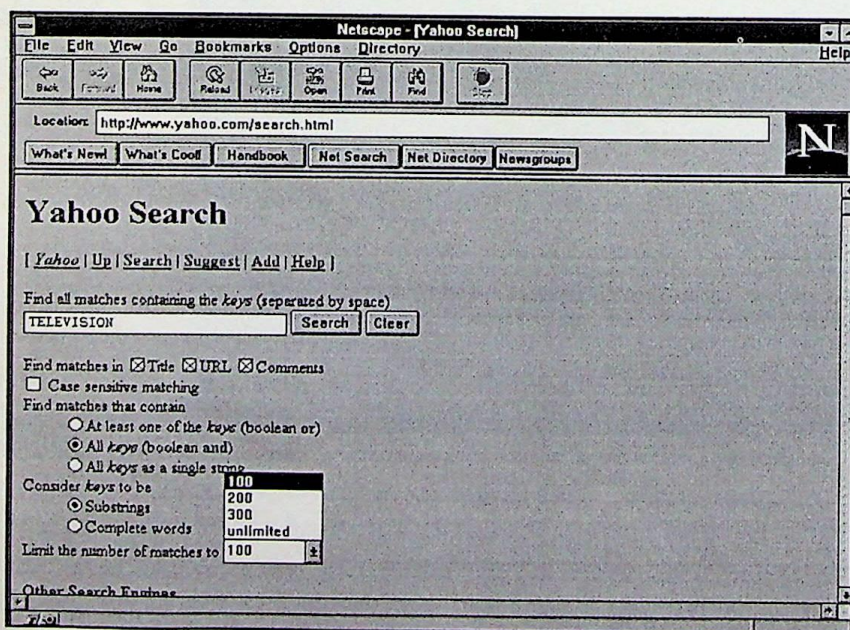 Netscape - [Yahoo Search]
File Edit View Go Bookmarks Options Directory Help
Back Forward Home Reload Images Open Print Find Stop
Location: http://www.yahoo.com/search.html
N
What's New! What's Cool! Handbook Net Search Net Directory Newsgroups
Yahoo Search
[ Yahoo | Up | Search | Suggest | Add | Help ]
Find all matches containing the keys (separated by space)
TELEVISION Search Clear
Find matches in Title URL Comments
Case sensitive matching
Find matches that contain
At least one of the keys (boolean or)
All keys (boolean and)
All keys as a single string
Consider keys to be
Substrings
Complete words
100
200
300
unlimited
Limit the number of matches to 100
Other Search Engines